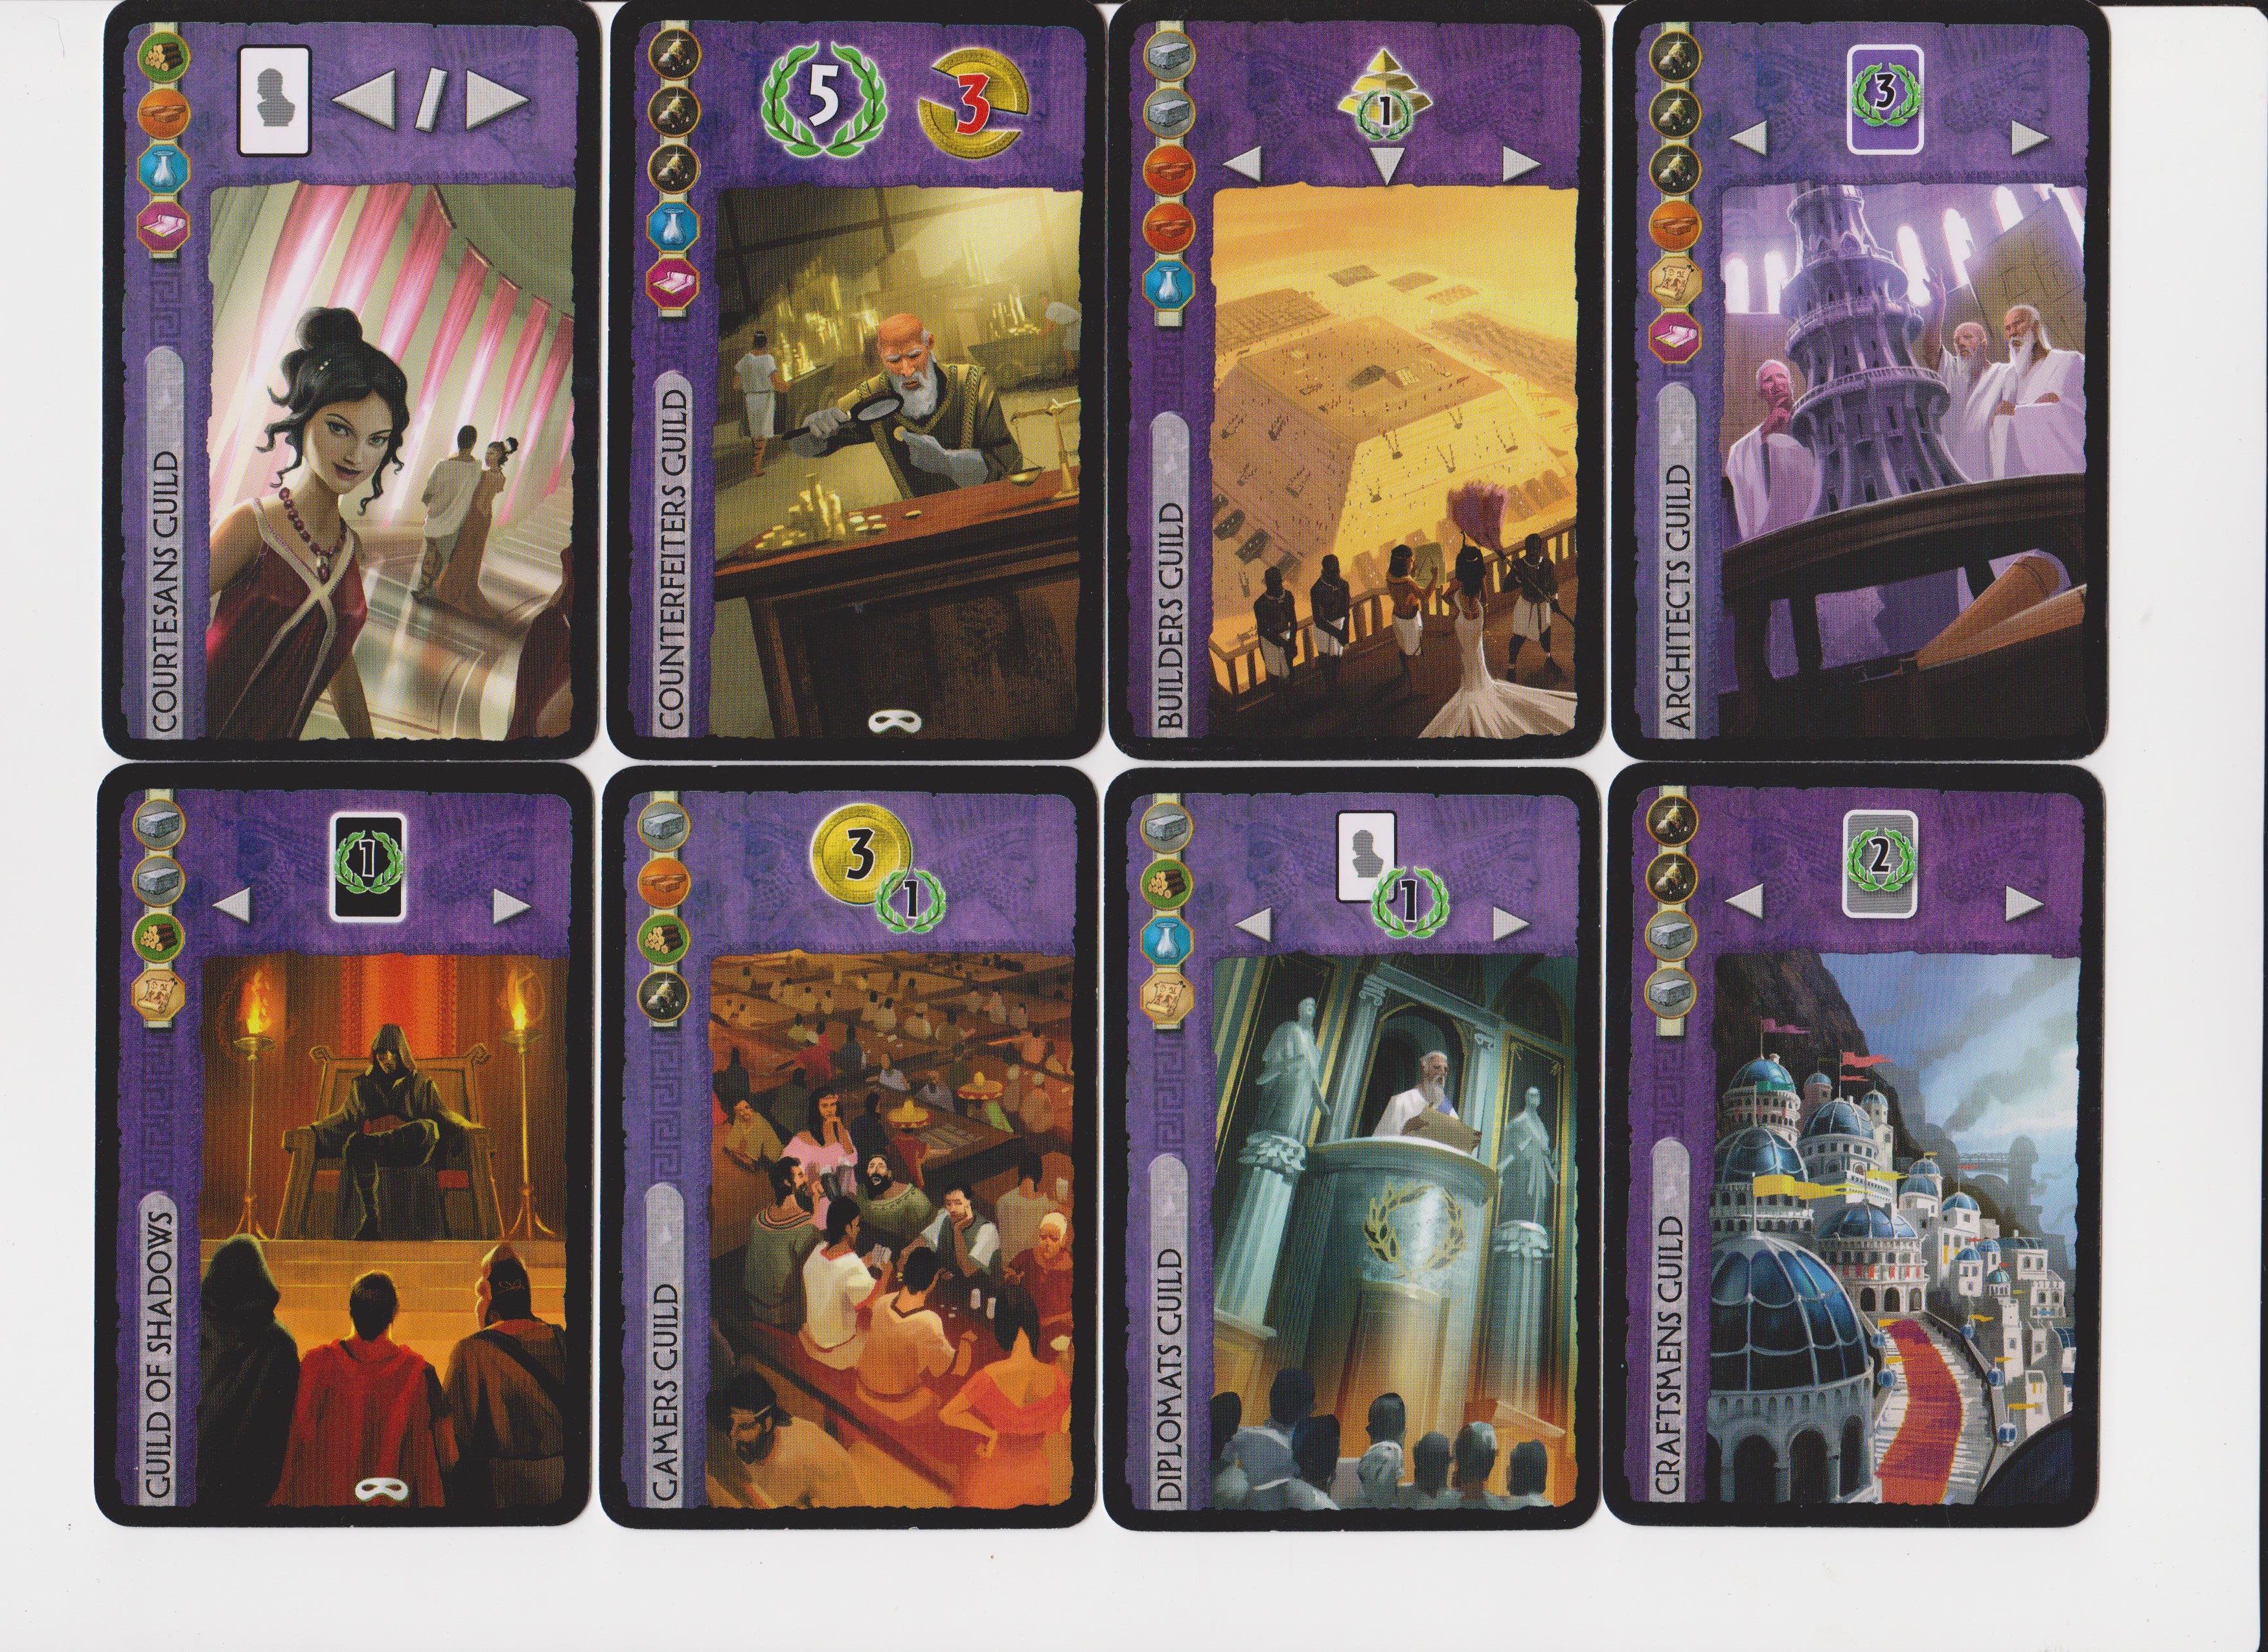 COURTESANS GUILD
5 3
COUNTERFEITERS GUILD
1
BUILDERS GUILD
3
ARCHITECTS GUILD
1
GUILD OF SHADOWS
3 1
GAMERS GUILD
1
DIPLOMATS GUILD
2
CRAFTSMENS GUILD